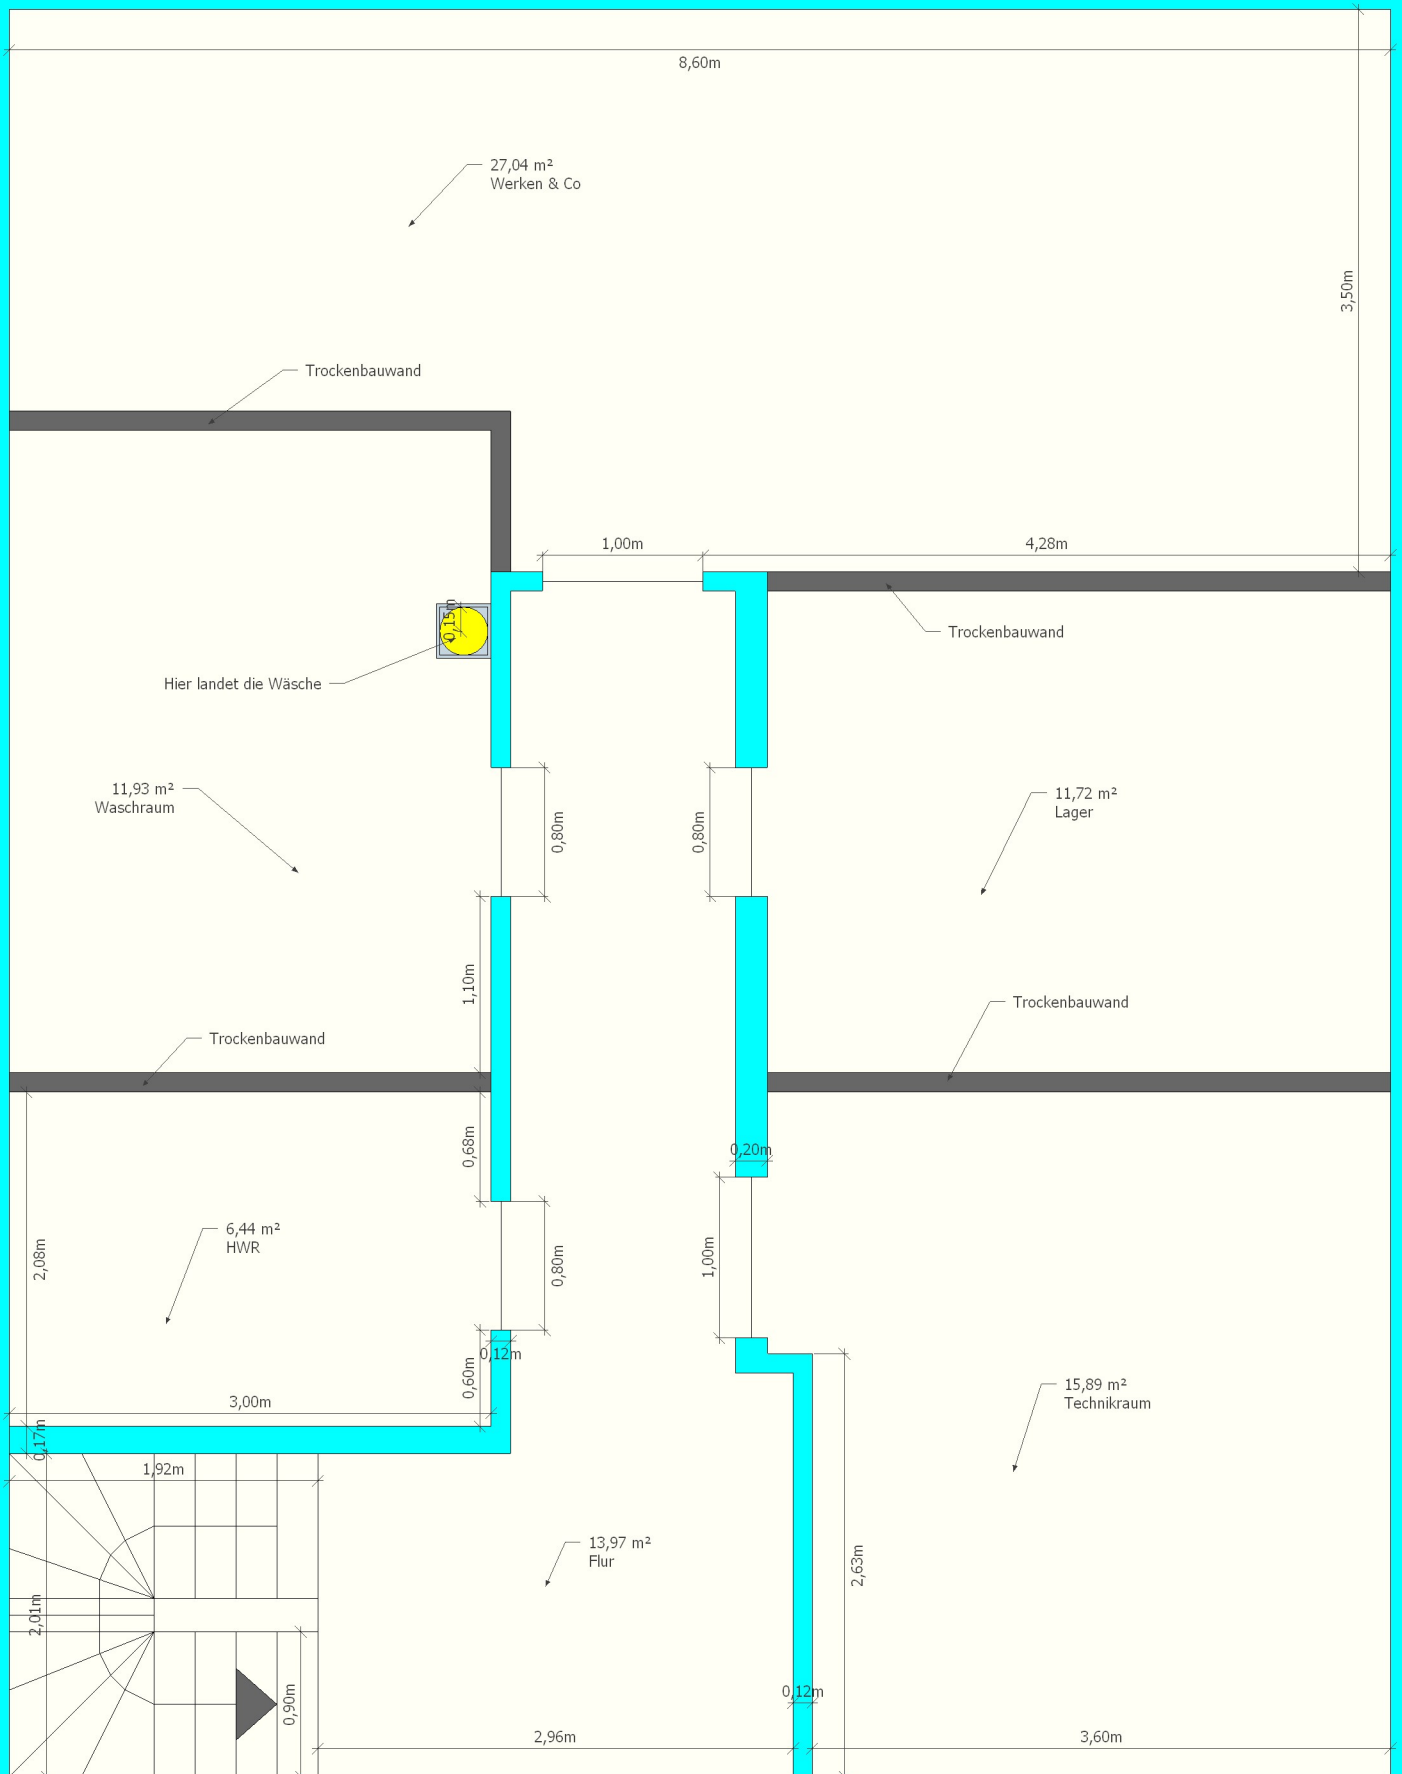 8,60m
27,04 m²
Werken & Co
3,50m
Trockenbauwand
1,00m
4,28m
0,15m
Trockenbauwand
Hier landet die Wäsche
11,93 m²
Waschraum
0,80m
0,80m
11,72 m²
Lager
1,10m
Trockenbauwand
Trockenbauwand
0,68m
0,20m
6,44 m²
HWR
2,08m
0,80m
1,00m
0,12m
0,60m
3,00m
15,89 m²
Technikraum
0,17m
1,92m
13,97 m²
Flur
2,63m
2,01m
0,12m
0,90m
2,96m
3,60m